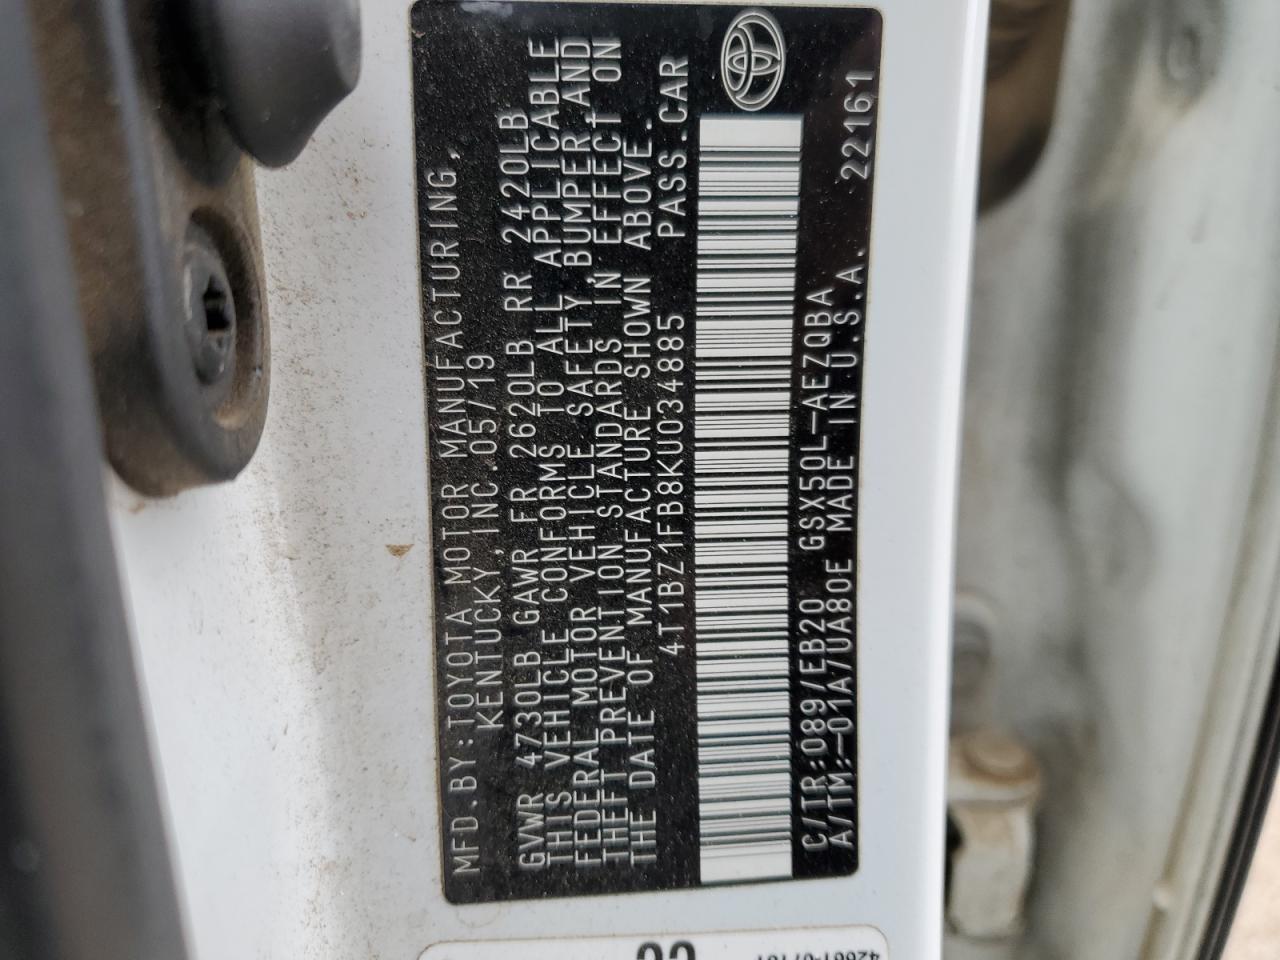 MFD.BY:TOYOTA MOTOR MANUFACTURING,
KENTUCKY,INC.05/19
GVWR 4730LB GAWR FR 2620LB RR 2420LB
THIS VEHICLE CONFORMS TO ALL APPLICABLE
FEDERAL MOTOR VEHICLE SAFETY,BUMPER,AND
THEFT PREVENTION STANDARDS IN EFFECT ON
THE DATE OF MANUFACTURE SHOWN ABOVE.
4T1BZ1FB8KU034885 PASS.CAR
C/TR:089/EB20 GSX50L-AEZQBA
A/TM:-01A/UA80E MADE IN U.S.A. 22161